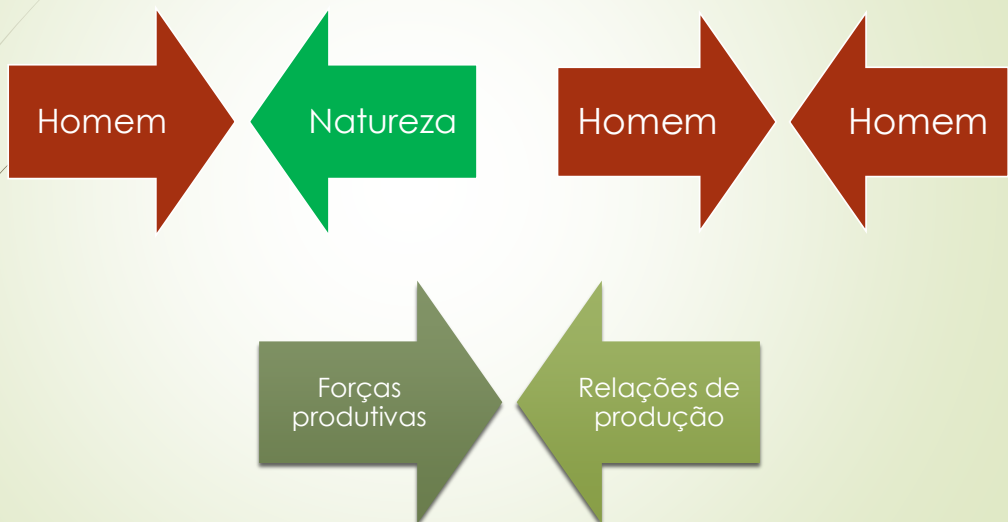 Homem
Natureza
Homem
Homem
Forças
produtivas
Relações de
produção